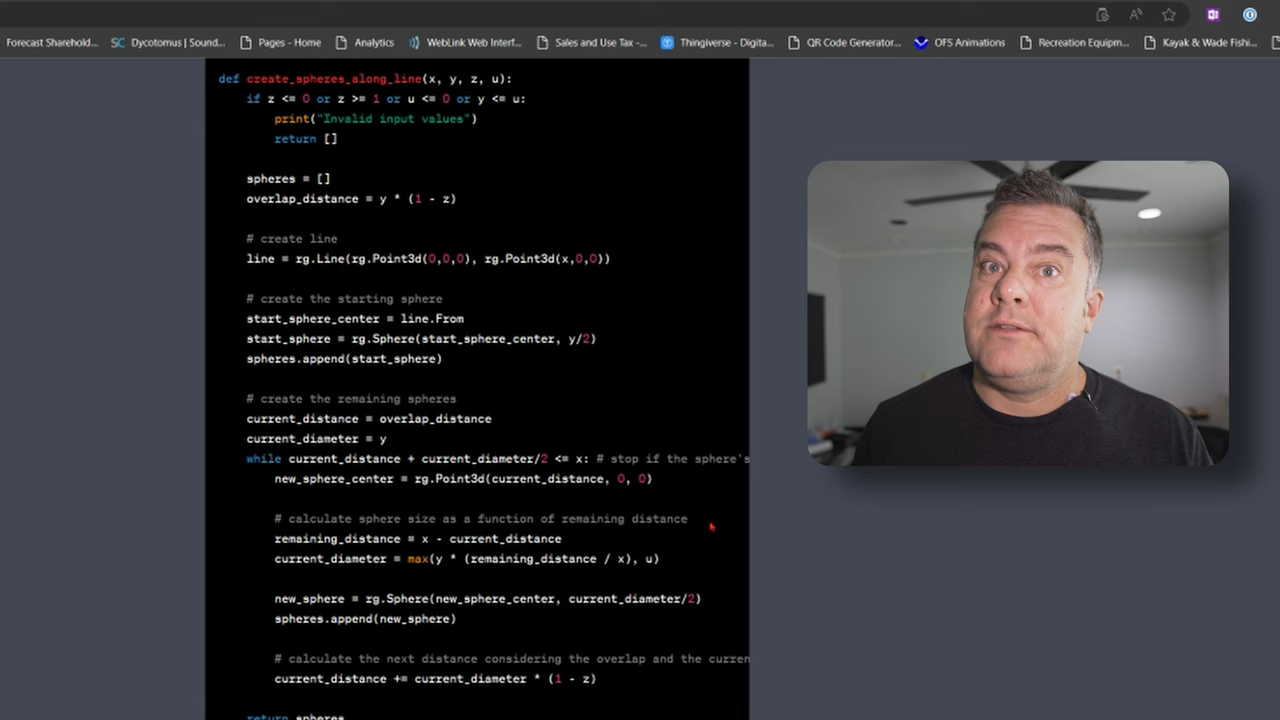 Forecast Sharehold...
SC Dycotomus | Sound...
Pages - Home
Analytics
WebLink Web Interf...
Sales and Use Tax -...
Thingiverse - Digita...
QR Code Generator...
OFS Animations
Recreation Equipm...
Kayak & Wade Fishi...
def create_spheres_along_line(x, y, z, u):
if z <= 0 or z >= 1 or u <= 0 or y <= u:
print("Invalid input values")
return []
spheres = []
overlap_distance = y * (1 - z)
# create line
line = rg.Line(rg.Point3d(0,0,0), rg.Point3d(x,0,0))
# create the starting sphere
start_sphere_center = line.From
start_sphere = rg.Sphere(start_sphere_center, y/2)
spheres.append(start_sphere)
# create the remaining spheres
current_distance = overlap_distance
current_diameter = y
while current_distance + current_diameter/2 <= x: # stop if the sphere's
new_sphere_center = rg.Point3d(current_distance, 0, 0)
# calculate sphere size as a function of remaining distance
remaining_distance = x - current_distance
current_diameter = max(y * (remaining_distance / x), u)
new_sphere = rg.Sphere(new_sphere_center, current_diameter/2)
spheres.append(new_sphere)
# calculate the next distance considering the overlap and the curren
current_distance += current_diameter * (1 - z)
return spheres